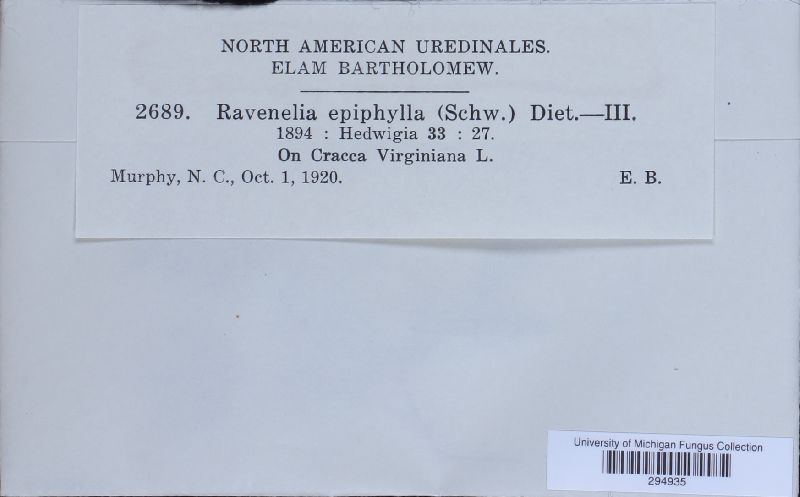 NORTH AMERICAN UREDINALES.
ELAM BARTHOLOMEW.
2689. Ravenelia epiphylla (Schw.) Diet.—III.
1894 : Hedwigia 33 : 27.
On Cracca Virginiana L.
Murphy, N. C., Oct. 1, 1920. E. B.
University of Michigan Fungus Collection
294935